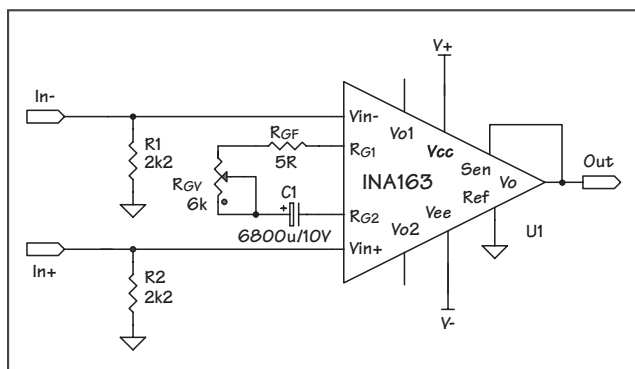 V+
In-
Vin-
Vo1
Vcc
R1
2k2
RGF
5R
RG1
Sen
Out
RGV
6k
C1
+
6800u/10V
INA163
Vo
Ref
RG2
Vee
Vo2
U1
In+
Vin+
R2
2k2
V-